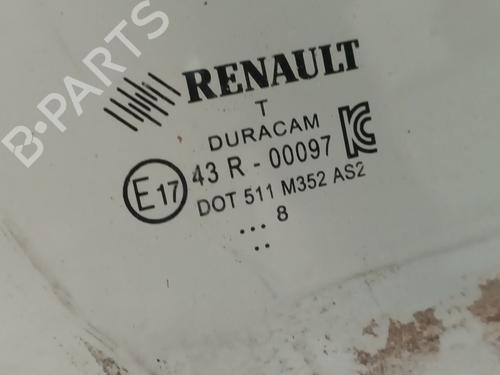 B-PARTS
RENAULT
T
DURACAM
E17 43 R - 00097
DOT 511 M352 AS2
... 8
..